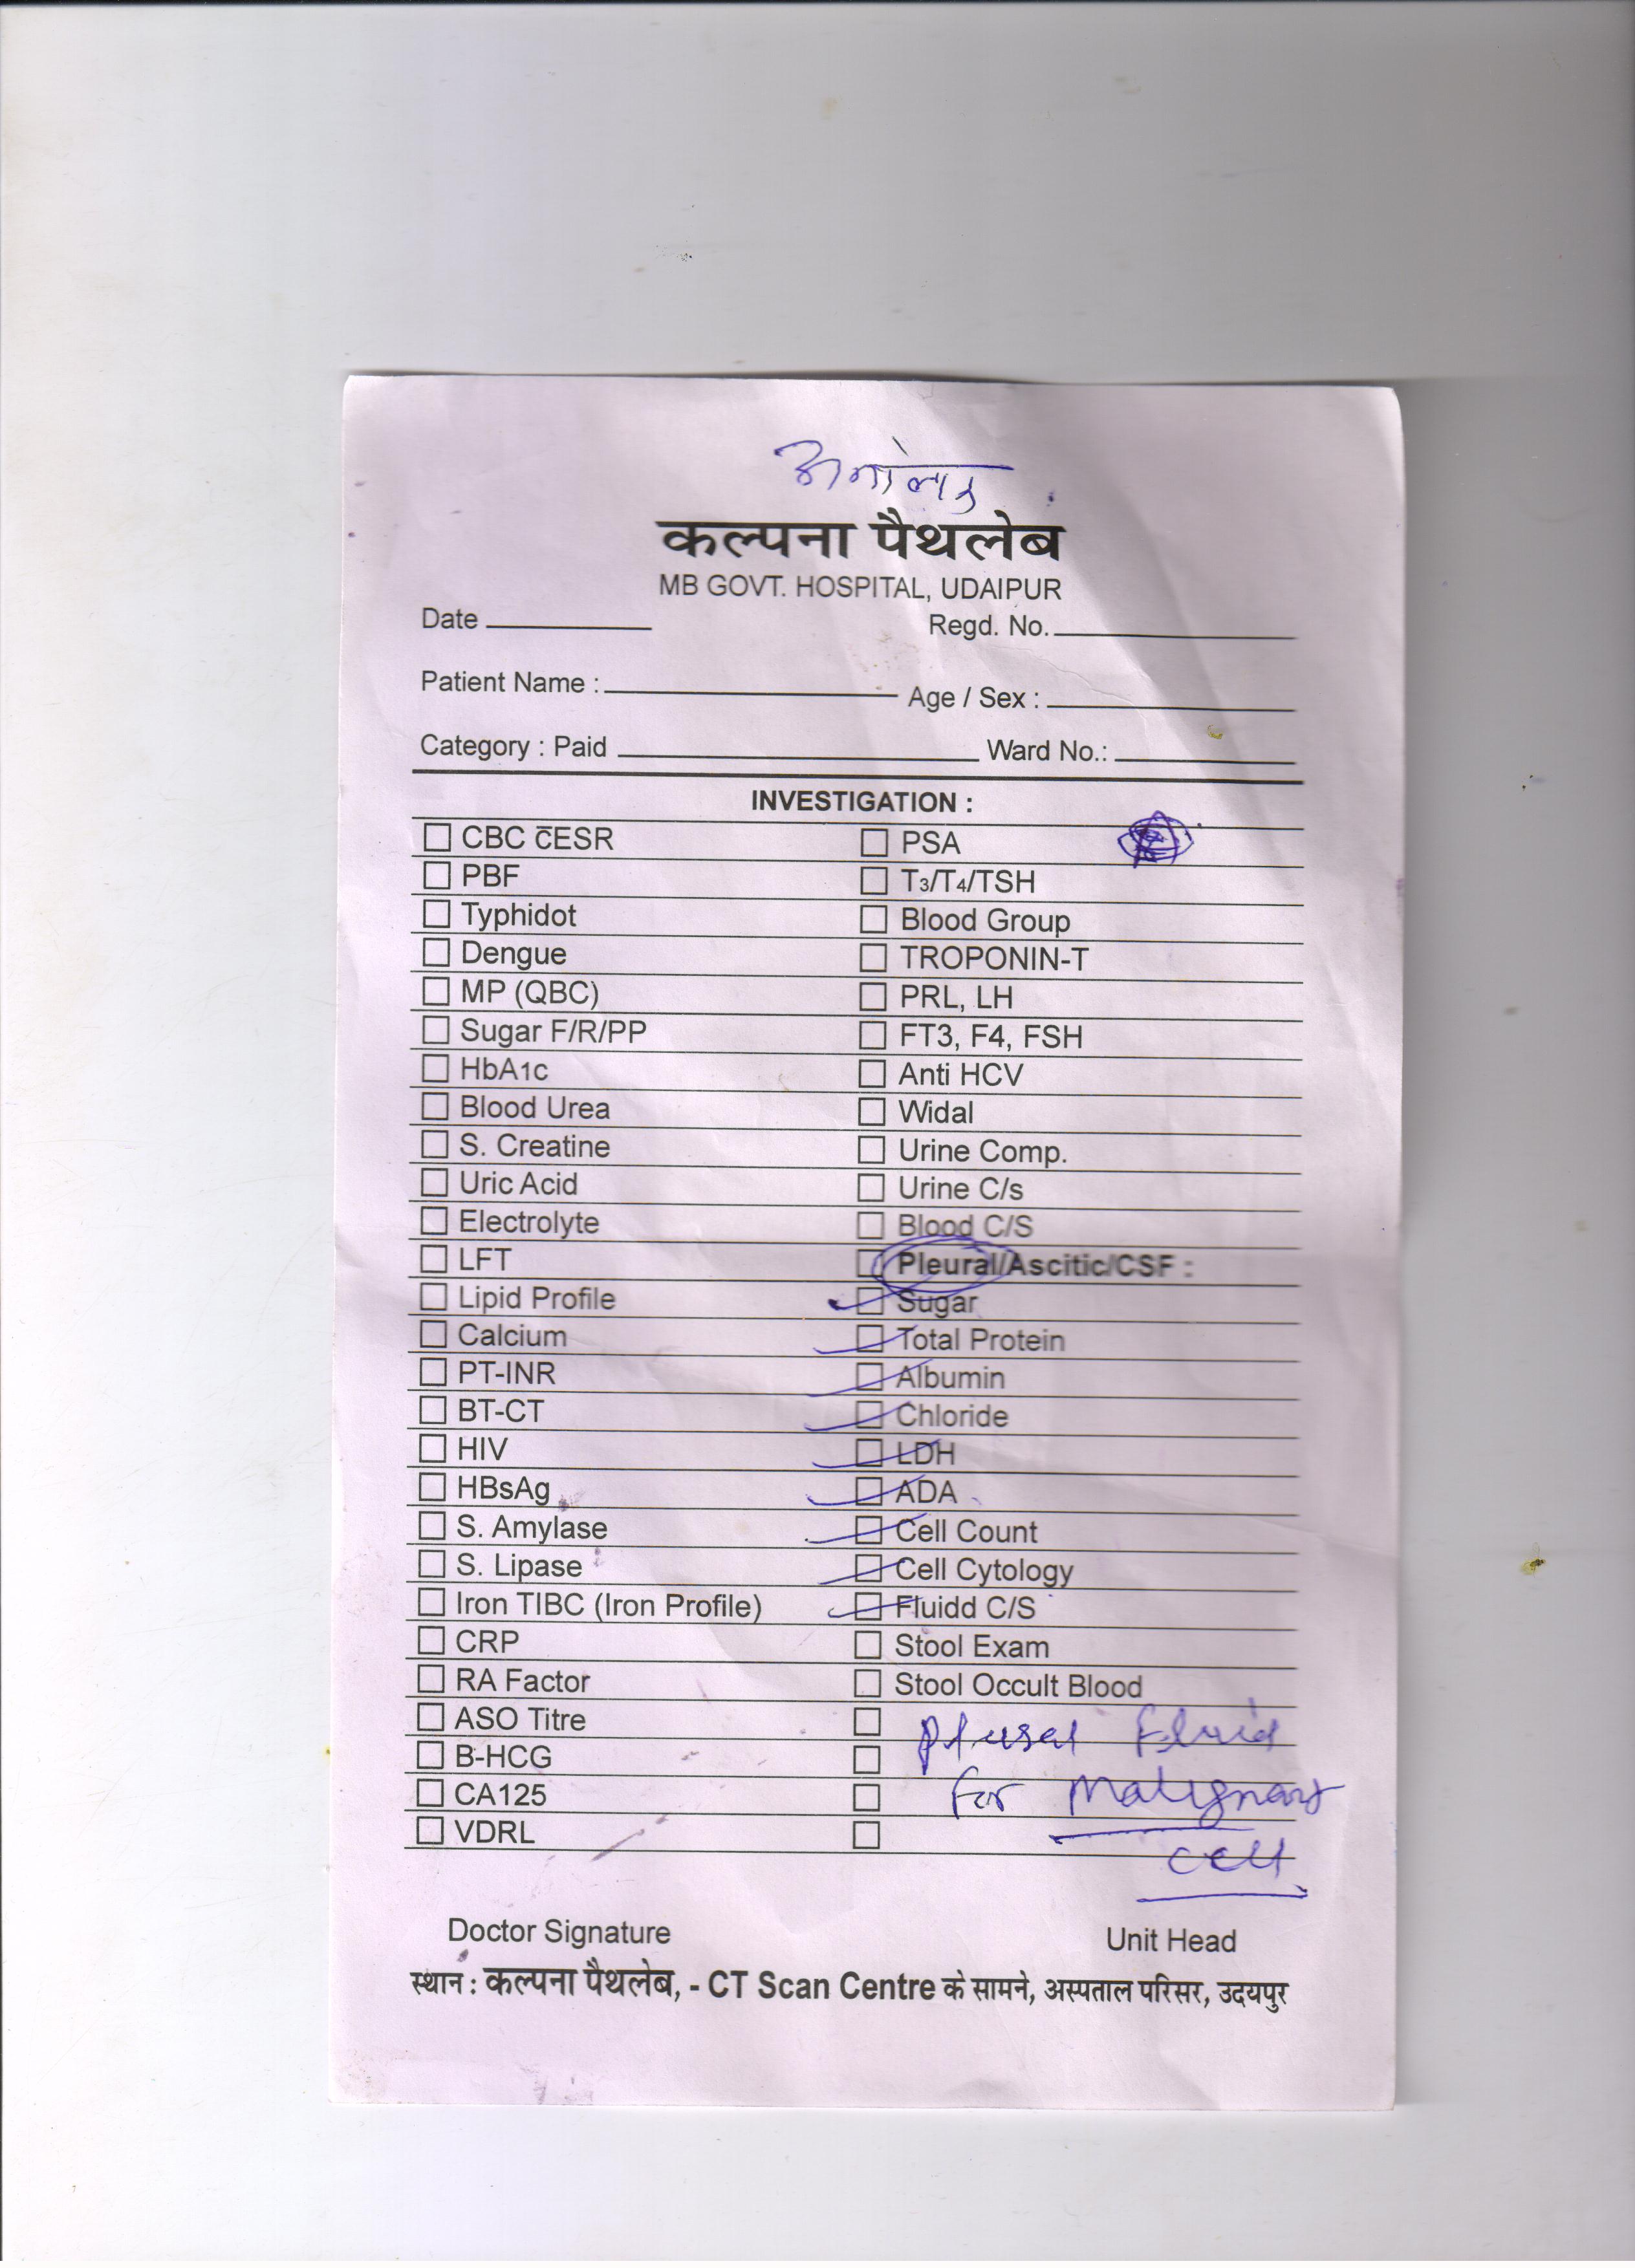 कल्पना पैथलेब
MB GOVT. HOSPITAL, UDAIPUR
Date Regd. No.
Patient Name : Age / Sex :
Category : Paid Ward No.:
INVESTIGATION :
CBC c̅ESR PSA
PBF T3/T4/TSH
Typhidot Blood Group
Dengue TROPONIN-T
MP (QBC) PRL, LH
Sugar F/R/PP FT3, F4, FSH
HbA1c Anti HCV
Blood Urea Widal
S. Creatine Urine Comp.
Uric Acid Urine C/s
Electrolyte Blood C/S
LFT Pleural/Ascitic/CSF :
Lipid Profile Sugar
Calcium Total Protein
PT-INR Albumin
BT-CT Chloride
HIV LDH
HBsAg ADA
S. Amylase Cell Count
S. Lipase Cell Cytology
Iron TIBC (Iron Profile) Fluidd C/S
CRP Stool Exam
RA Factor Stool Occult Blood
ASO Titre
B-HCG Fluid
CA125 For Malignant
VDRL
cell
Doctor Signature Unit Head
स्थान : कल्पना पैथलेब, - CT Scan Centre के सामने, अस्पताल परिसर, उदयपुर